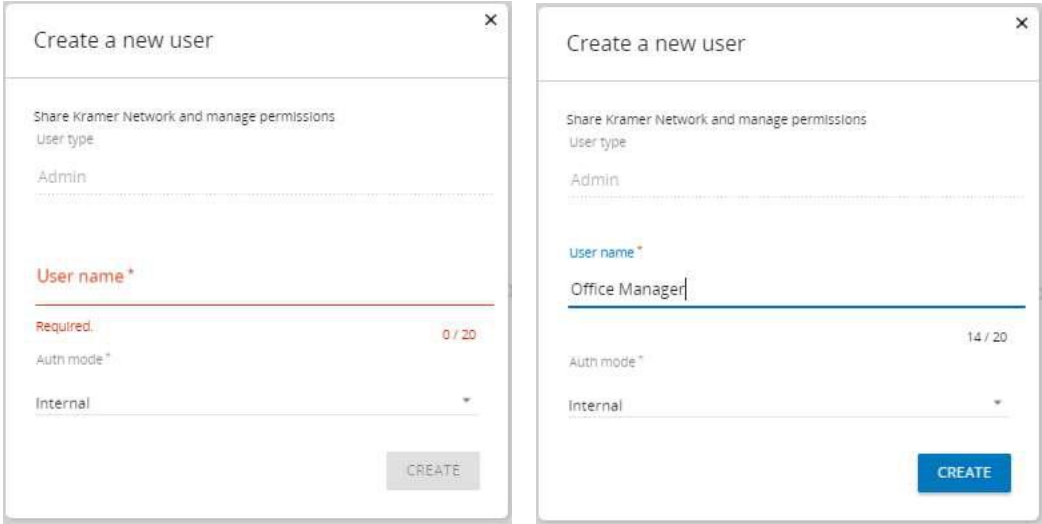 Create a new user
×
Share Kramer Network and manage permissions
User type
Admin
User name *
Required.
0 / 20
Auth mode *
Internal
CREATE
Create a new user
×
Share Kramer Network and manage permissions
User type
Admin
User name *
Office Manager
14 / 20
Auth mode *
Internal
CREATE